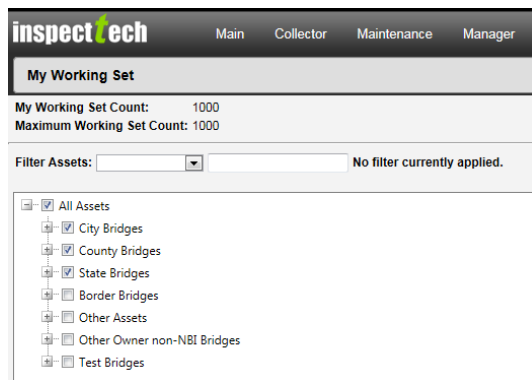 inspecttech Main Collector Maintenance Manager
My Working Set
My Working Set Count: 1000
Maximum Working Set Count: 1000
Filter Assets: No filter currently applied.
All Assets
City Bridges
County Bridges
State Bridges
Border Bridges
Other Assets
Other Owner non-NBI Bridges
Test Bridges